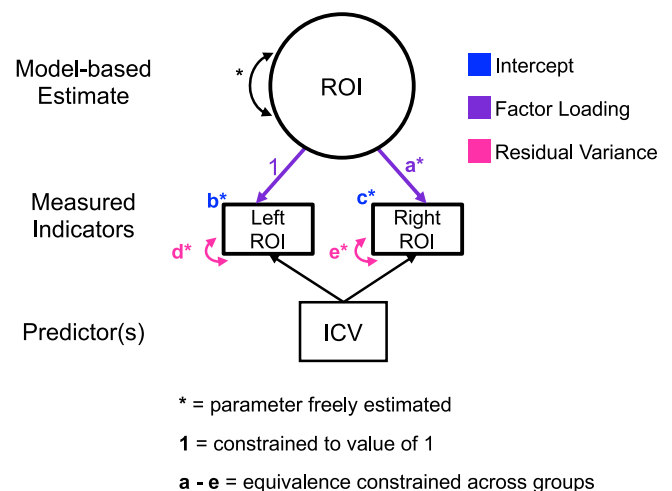 Model-based
Estimate
*
ROI
Intercept
Factor Loading
Residual Variance
1
a*
Measured
Indicators
b*
Left
ROI
c*
Right
ROI
d*
e*
Predictor(s)
ICV
* = parameter freely estimated
1 = constrained to value of 1
a - e = equivalence constrained across groups